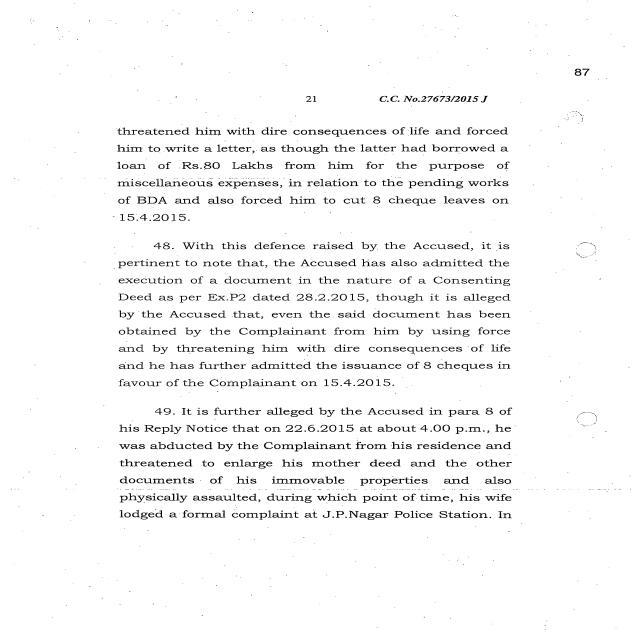 87
21 C.C. No.27673/2015 J
threatened him with dire consequences of life and forced
him to write a letter, as though the latter had borrowed a
loan of Rs.80 Lakhs from him for the purpose of
miscellaneous expenses, in relation to the pending works
of BDA and also forced him to cut 8 cheque leaves on
15.4.2015.
48. With this defence raised by the Accused, it is
pertinent to note that, the Accused has also admitted the
execution of a document in the nature of a Consenting
Deed as per Ex.P2 dated 28.2.2015, though it is alleged
by the Accused that, even the said document has been
obtained by the Complainant from him by using force
and by threatening him with dire consequences of life
and he has further admitted the issuance of 8 cheques in
favour of the Complainant on 15.4.2015.
49. It is further alleged by the Accused in para 8 of
his Reply Notice that on 22.6.2015 at about 4.00 p.m., he
was abducted by the Complainant from his residence and
threatened to enlarge his mother deed and the other
documents of his immovable properties and also
physically assaulted, during which point of time, his wife
lodged a formal complaint at J.P.Nagar Police Station. In